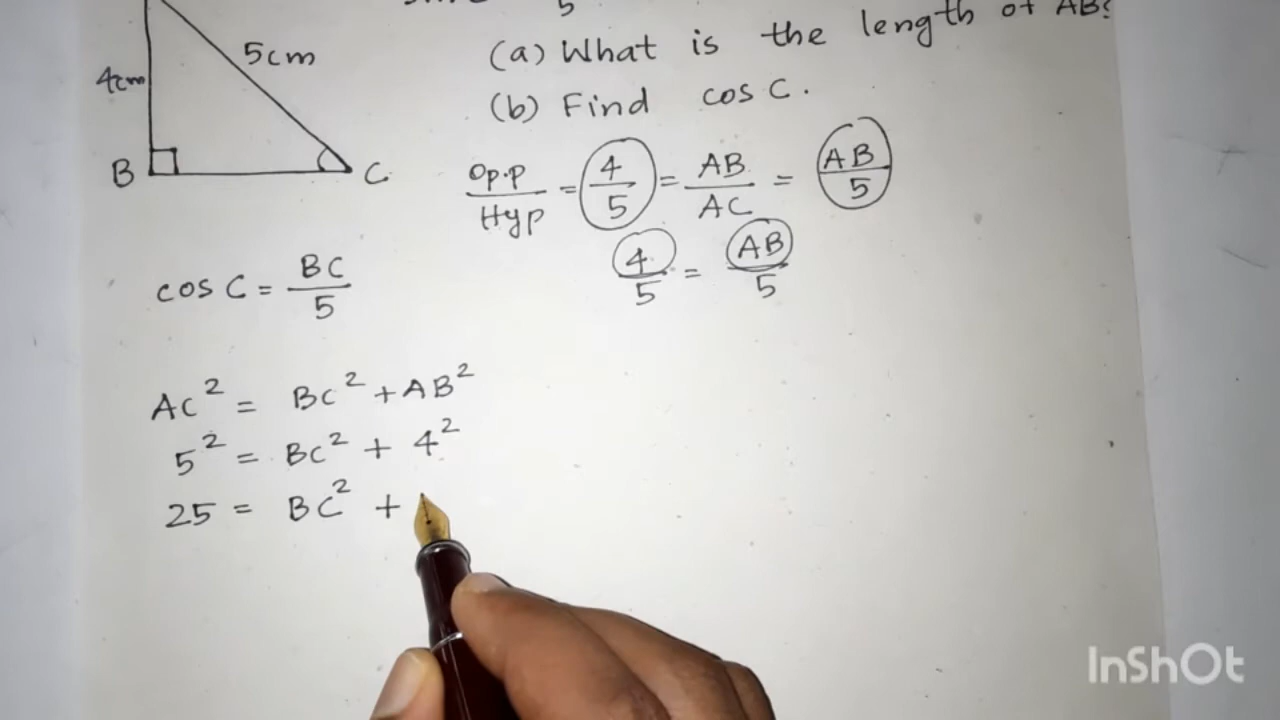 5
5cm
(a) What is the length of AB?
4cm
(b) Find cos C.
B
C
Opp/Hyp = 4/5 = AB/AC = AB/5
4/5 = AB/5
cos C = BC/5
AC² = BC² + AB²
5² = BC² + 4²
25 = BC² +
InShOt